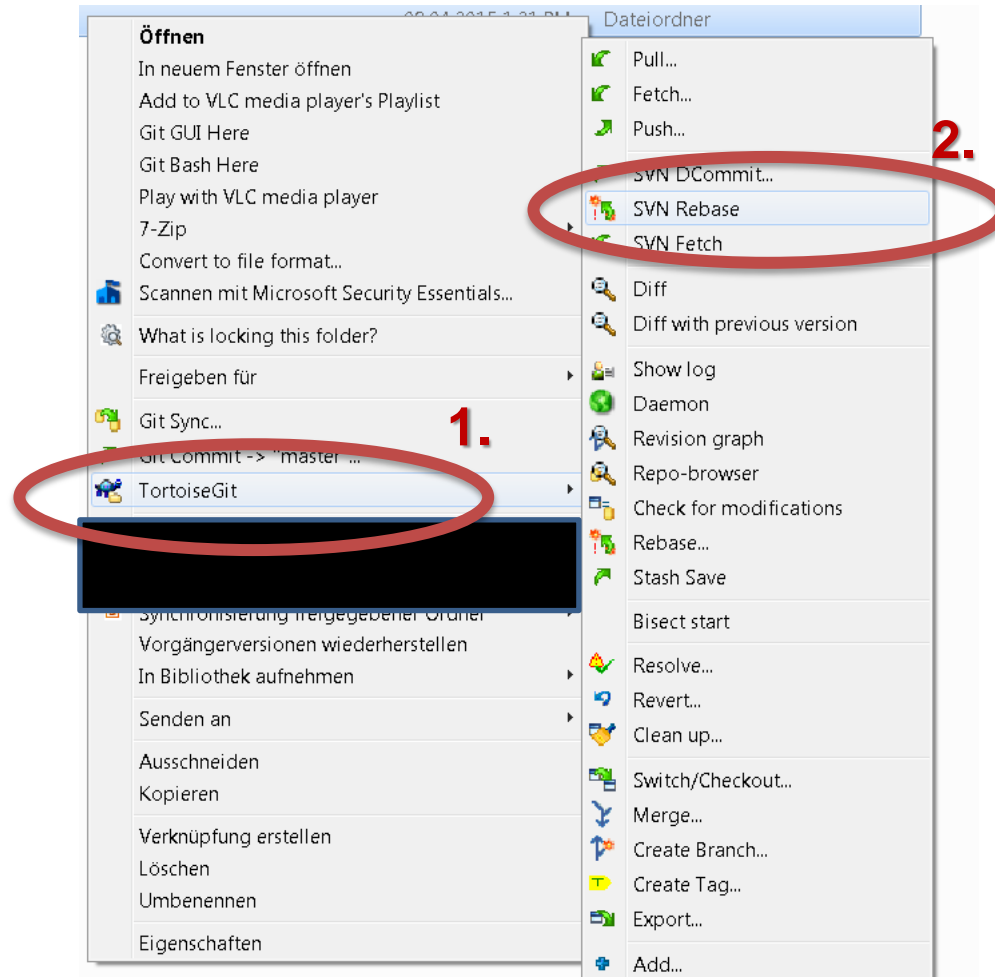 Dateiordner
Öffnen
In neuem Fenster öffnen
Add to VLC media player's Playlist
Git GUI Here
Git Bash Here
Play with VLC media player
7-Zip
Convert to file format...
Scannen mit Microsoft Security Essentials...
What is locking this folder?
Freigeben für
Git Sync...
1.
Git Commit -> "master"...
TortoiseGit
Synchronisierung freigegebener Ordner
Vorgängerversionen wiederherstellen
In Bibliothek aufnehmen
Senden an
Ausschneiden
Kopieren
Verknüpfung erstellen
Löschen
Umbenennen
Eigenschaften
Pull...
Fetch...
Push...
2.
SVN DCommit...
SVN Rebase
SVN Fetch
Diff
Diff with previous version
Show log
Daemon
Revision graph
Repo-browser
Check for modifications
Rebase...
Stash Save
Bisect start
Resolve...
Revert...
Clean up...
Switch/Checkout...
Merge...
Create Branch...
Create Tag...
Export...
Add...